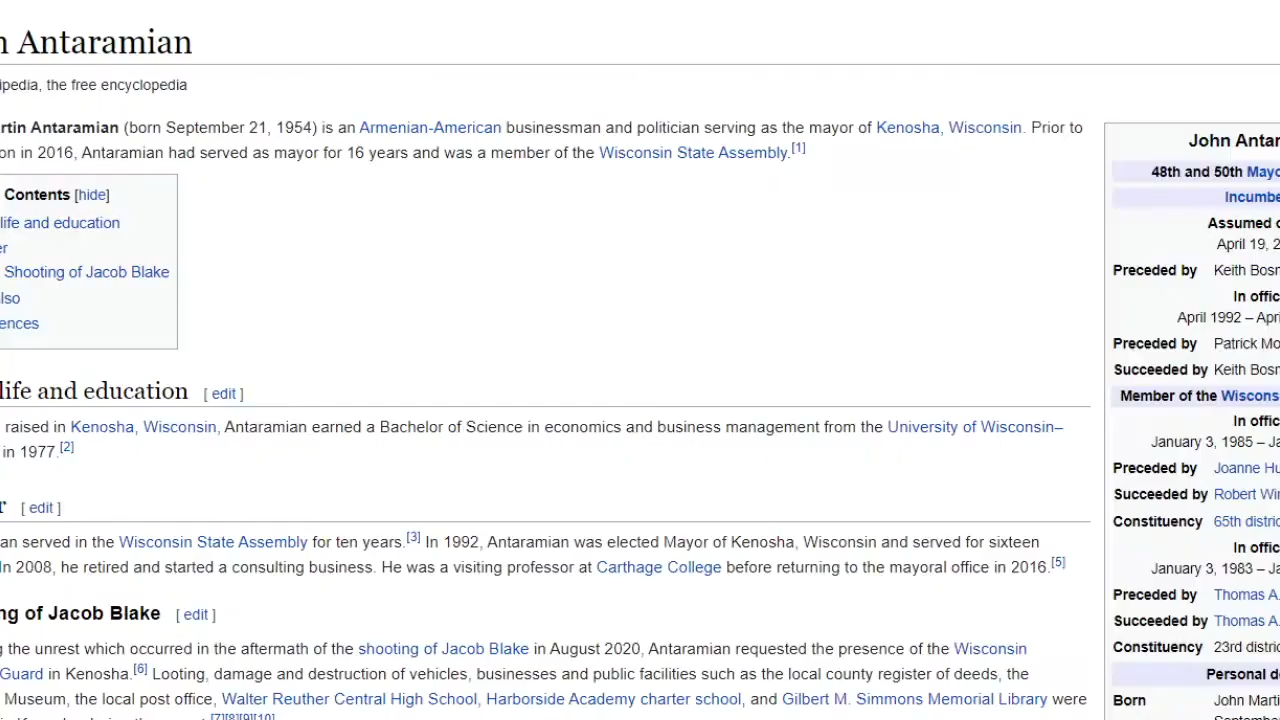 n Antaramian
ipedia, the free encyclopedia
rtin Antaramian (born September 21, 1954) is an Armenian-American businessman and politician serving as the mayor of Kenosha, Wisconsin. Prior to
on in 2016, Antaramian had served as mayor for 16 years and was a member of the Wisconsin State Assembly.[1]
Contents [hide]
life and education
er
Shooting of Jacob Blake
lso
ences
life and education [ edit ]
raised in Kenosha, Wisconsin, Antaramian earned a Bachelor of Science in economics and business management from the University of Wisconsin–
in 1977.[2]
r [ edit ]
an served in the Wisconsin State Assembly for ten years.[3] In 1992, Antaramian was elected Mayor of Kenosha, Wisconsin and served for sixteen
In 2008, he retired and started a consulting business. He was a visiting professor at Carthage College before returning to the mayoral office in 2016.[5]
ng of Jacob Blake [ edit ]
g the unrest which occurred in the aftermath of the shooting of Jacob Blake in August 2020, Antaramian requested the presence of the Wisconsin
Guard in Kenosha.[6] Looting, damage and destruction of vehicles, businesses and public facilities such as the local county register of deeds, the
Museum, the local post office, Walter Reuther Central High School, Harborside Academy charter school, and Gilbert M. Simmons Memorial Library were
[7][8][9][10]
John Antar
48th and 50th Mayo
Incumbe
Assumed o
April 19, 2
Preceded by Keith Bosm
In offic
April 1992 – Apri
Preceded by Patrick Mo
Succeeded by Keith Bosm
Member of the Wiscons
In offic
January 3, 1985 – Ja
Preceded by Joanne Hu
Succeeded by Robert Wir
Constituency 65th distric
In offic
January 3, 1983 – Ja
Preceded by Thomas A.
Succeeded by Thomas A.
Constituency 23rd distric
Personal de
Born John Marti